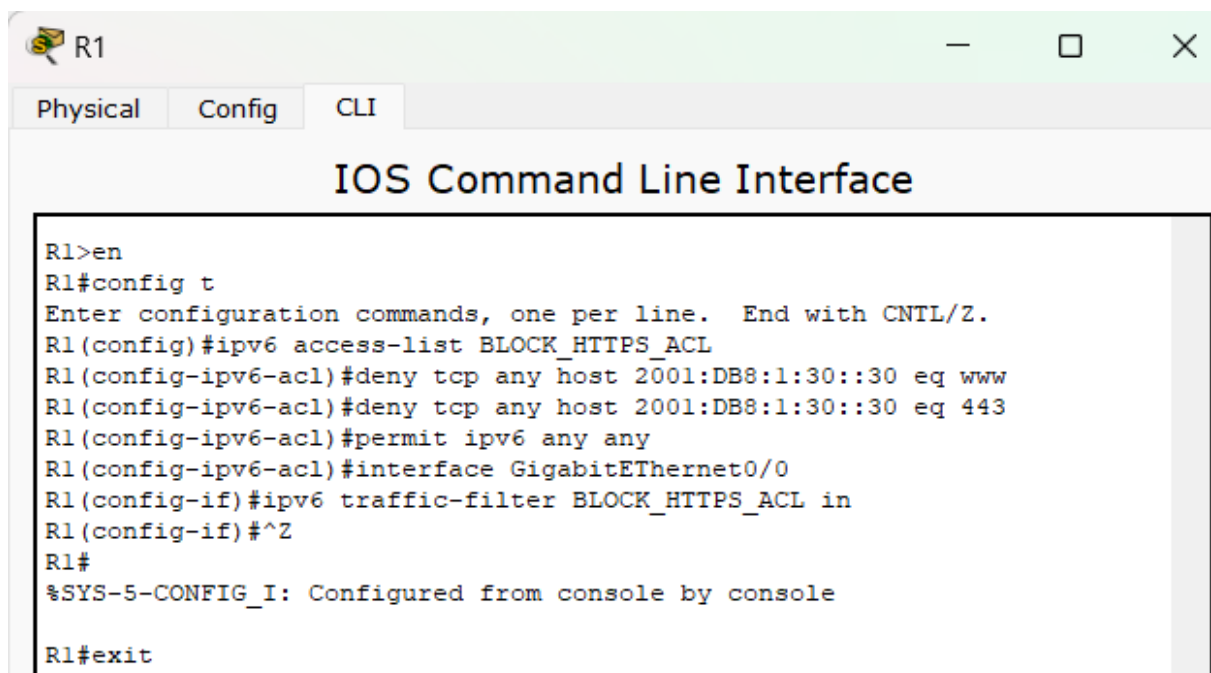 R1
Physical Config CLI
IOS Command Line Interface
R1>en
R1#config t
Enter configuration commands, one per line.  End with CNTL/Z.
R1(config)#ipv6 access-list BLOCK_HTTPS_ACL
R1(config-ipv6-acl)#deny tcp any host 2001:DB8:1:30::30 eq www
R1(config-ipv6-acl)#deny tcp any host 2001:DB8:1:30::30 eq 443
R1(config-ipv6-acl)#permit ipv6 any any
R1(config-ipv6-acl)#interface GigabitEThernet0/0
R1(config-if)#ipv6 traffic-filter BLOCK_HTTPS_ACL in
R1(config-if)#^Z
R1#
%SYS-5-CONFIG_I: Configured from console by console
R1#exit